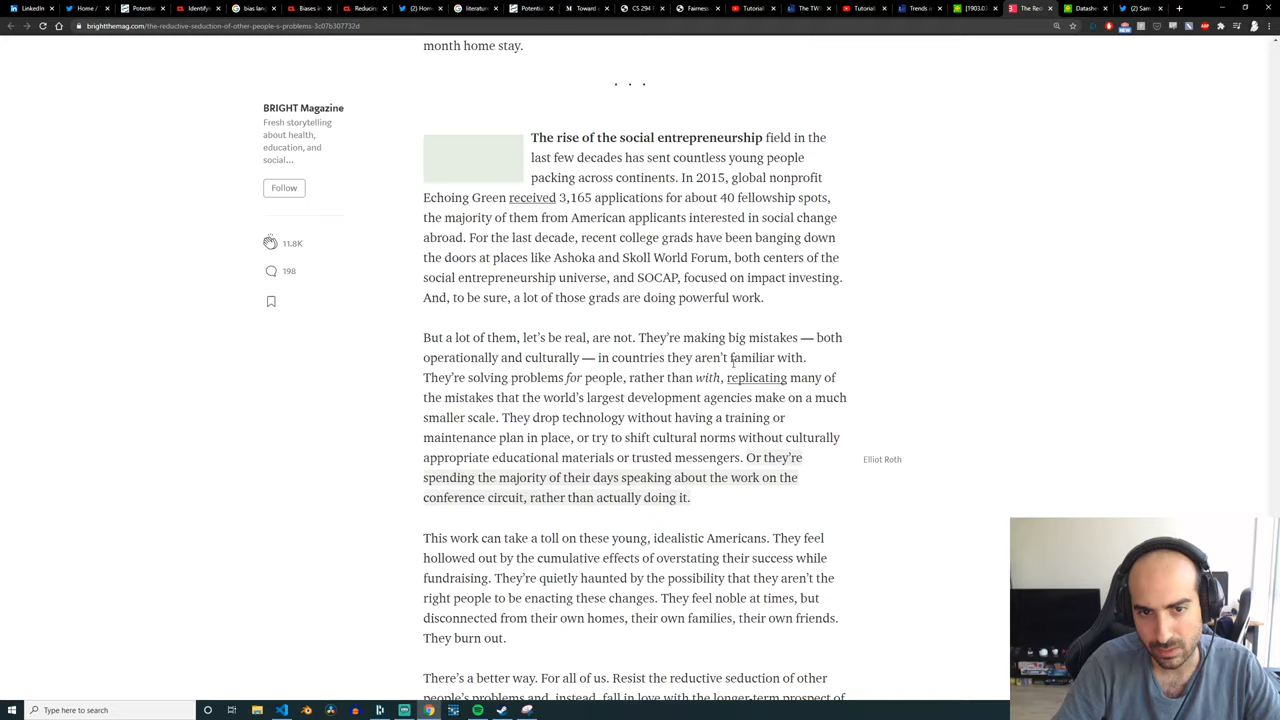 LinkedIn
Home /
Potenti
Identify
bias lang
Biases in
Reducing
(2) Hom
literature
Potenti
Toward
CS 294
Fairness
Tutorial
The TW
Tutorial
Trends i
[1903.0
The Red
Datashe
(2) Sam
brightthemag.com/the-reductive-seduction-of-other-people-s-problems-3c07b307732d
month home stay.
. . .
BRIGHT Magazine
Fresh storytelling
about health,
education, and
social...
Follow
11.8K
198
The rise of the social entrepreneurship field in the
last few decades has sent countless young people
packing across continents. In 2015, global nonprofit
Echoing Green received 3,165 applications for about 40 fellowship spots,
the majority of them from American applicants interested in social change
abroad. For the last decade, recent college grads have been banging down
the doors at places like Ashoka and Skoll World Forum, both centers of the
social entrepreneurship universe, and SOCAP, focused on impact investing.
And, to be sure, a lot of those grads are doing powerful work.
But a lot of them, let's be real, are not. They're making big mistakes — both
operationally and culturally — in countries they aren't familiar with.
They're solving problems for people, rather than with, replicating many of
the mistakes that the world's largest development agencies make on a much
smaller scale. They drop technology without having a training or
maintenance plan in place, or try to shift cultural norms without culturally
appropriate educational materials or trusted messengers. Or they're
spending the majority of their days speaking about the work on the
conference circuit, rather than actually doing it.
Elliot Roth
This work can take a toll on these young, idealistic Americans. They feel
hollowed out by the cumulative effects of overstating their success while
fundraising. They're quietly haunted by the possibility that they aren't the
right people to be enacting these changes. They feel noble at times, but
disconnected from their own homes, their own families, their own friends.
They burn out.
There's a better way. For all of us. Resist the reductive seduction of other
people's problems and, instead, fall in love with the longer-term prospect of
Type here to search